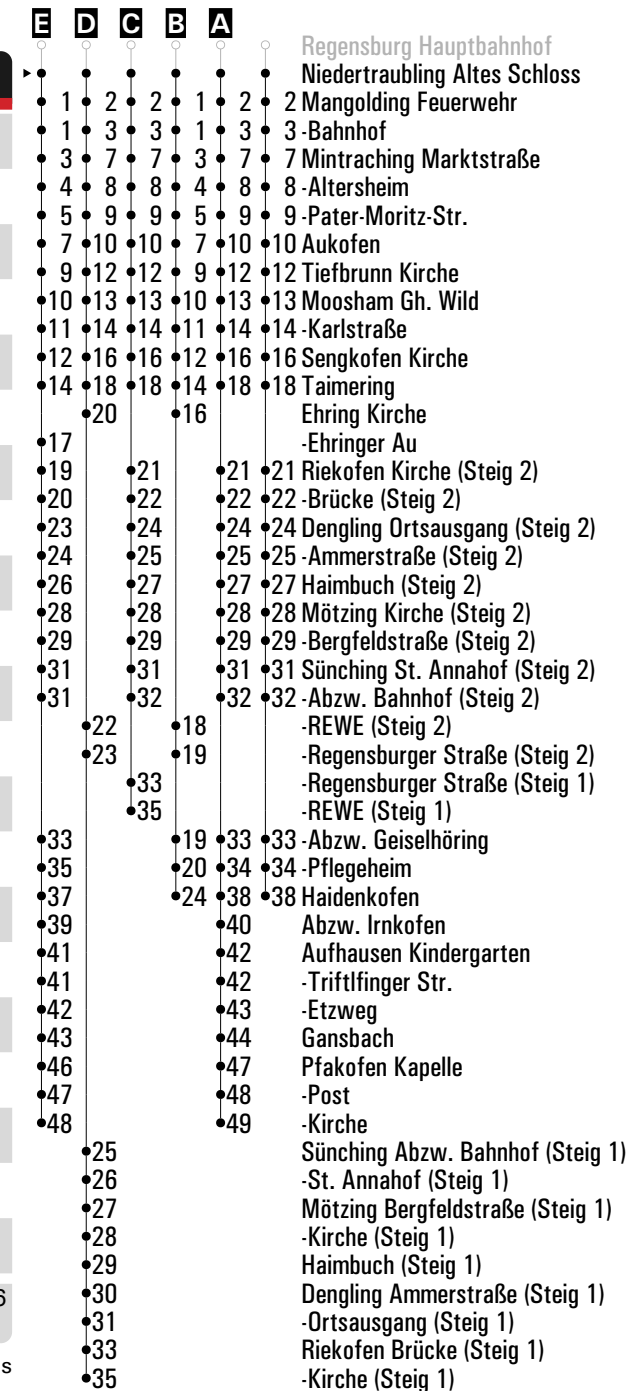 E D C B A
Regensburg Hauptbahnhof
Niedertraubling Altes Schloss
1 2 2 1 2 2 Mangolding Feuerwehr
1 3 3 1 3 3 -Bahnhof
3 7 7 3 7 7 Mintraching Marktstraße
4 8 8 4 8 8 -Altersheim
5 9 9 5 9 9 -Pater-Moritz-Str.
7 10 10 7 10 10 Aukofen
9 12 12 9 12 12 Tiefbrunn Kirche
10 13 13 10 13 13 Moosham Gh. Wild
11 14 14 11 14 14 -Karlstraße
12 16 16 12 16 16 Sengkofen Kirche
14 18 18 14 18 18 Taimering
20 16 Ehring Kirche
17 -Ehringer Au
19 21 21 21 Riekofen Kirche (Steig 2)
20 22 22 22 -Brücke (Steig 2)
23 24 24 24 Dengling Ortsausgang (Steig 2)
24 25 25 25 -Ammerstraße (Steig 2)
26 27 27 27 Haimbuch (Steig 2)
28 28 28 28 Mötzing Kirche (Steig 2)
29 29 29 29 -Bergfeldstraße (Steig 2)
31 31 31 31 Sünching St. Annahof (Steig 2)
31 32 32 32 -Abzw. Bahnhof (Steig 2)
22 18 -REWE (Steig 2)
23 19 -Regensburger Straße (Steig 2)
33 -Regensburger Straße (Steig 1)
35 -REWE (Steig 1)
33 19 33 33 -Abzw. Geiselhöring
35 20 34 34 -Pflegeheim
37 24 38 38 Haidenkofen
39 40 Abzw. Irnkofen
41 42 Aufhausen Kindergarten
41 42 -Triftlfinger Str.
42 43 -Etzweg
43 44 Gansbach
46 47 Pfakofen Kapelle
47 48 -Post
48 49 -Kirche
25 Sünching Abzw. Bahnhof (Steig 1)
26 -St. Annahof (Steig 1)
27 Mötzing Bergfeldstraße (Steig 1)
28 -Kirche (Steig 1)
29 Haimbuch (Steig 1)
30 Dengling Ammerstraße (Steig 1)
31 -Ortsausgang (Steig 1)
33 Riekofen Brücke (Steig 1)
35 -Kirche (Steig 1)